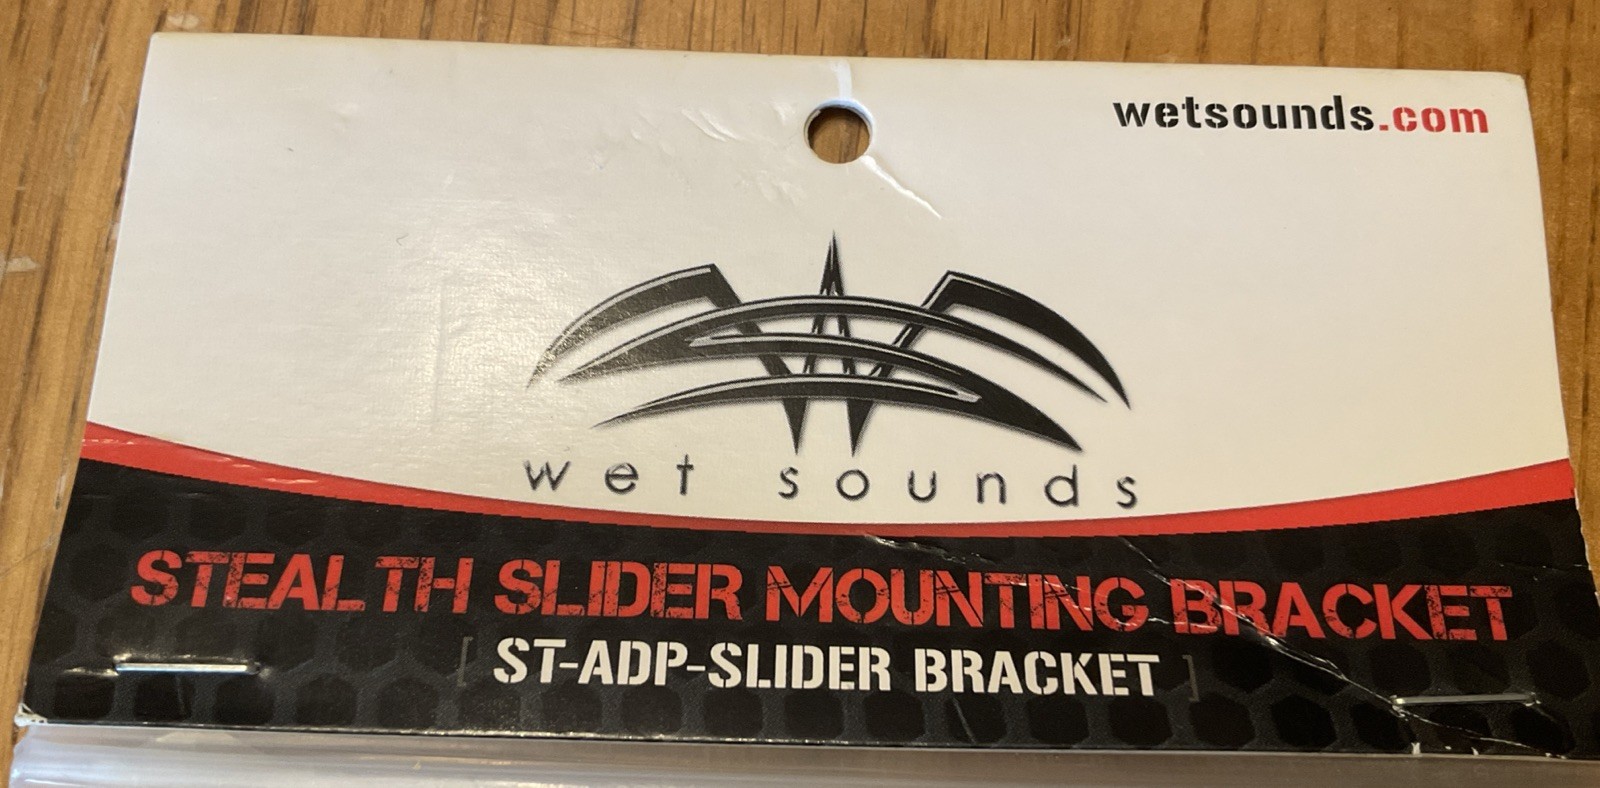 wetsounds.com
wet sounds
STEALTH SLIDER MOUNTING BRACKET
[ ST-ADP-SLIDER BRACKET ]